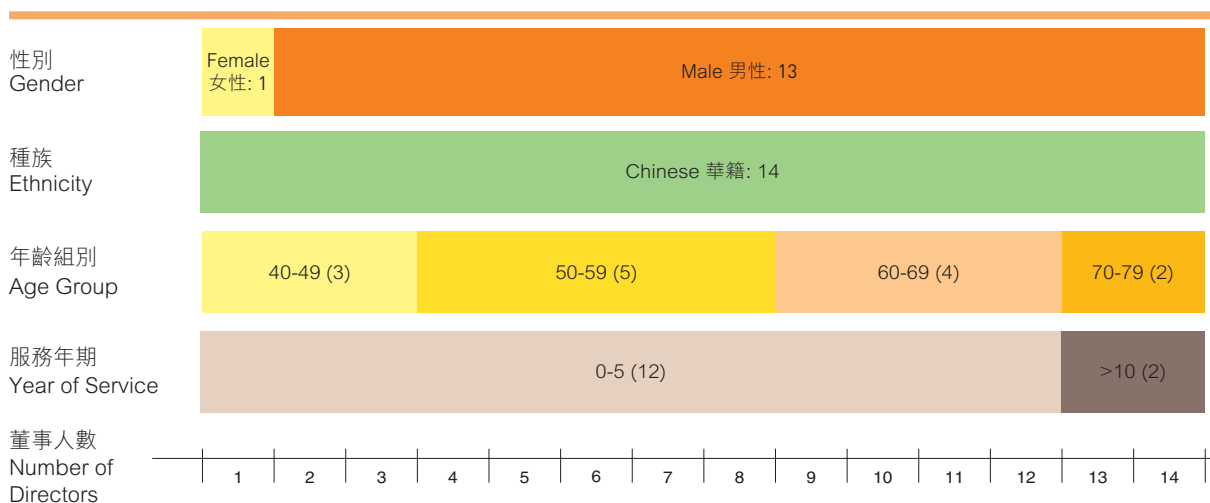 性別
Gender
Female
女性: 1
Male 男性: 13
種族
Ethnicity
Chinese 華籍: 14
年齡組別
Age Group
40-49 (3)
50-59 (5)
60-69 (4)
70-79 (2)
服務年期
Year of Service
0-5 (12)
>10 (2)
董事人數
Number of
Directors
1 2 3 4 5 6 7 8 9 10 11 12 13 14